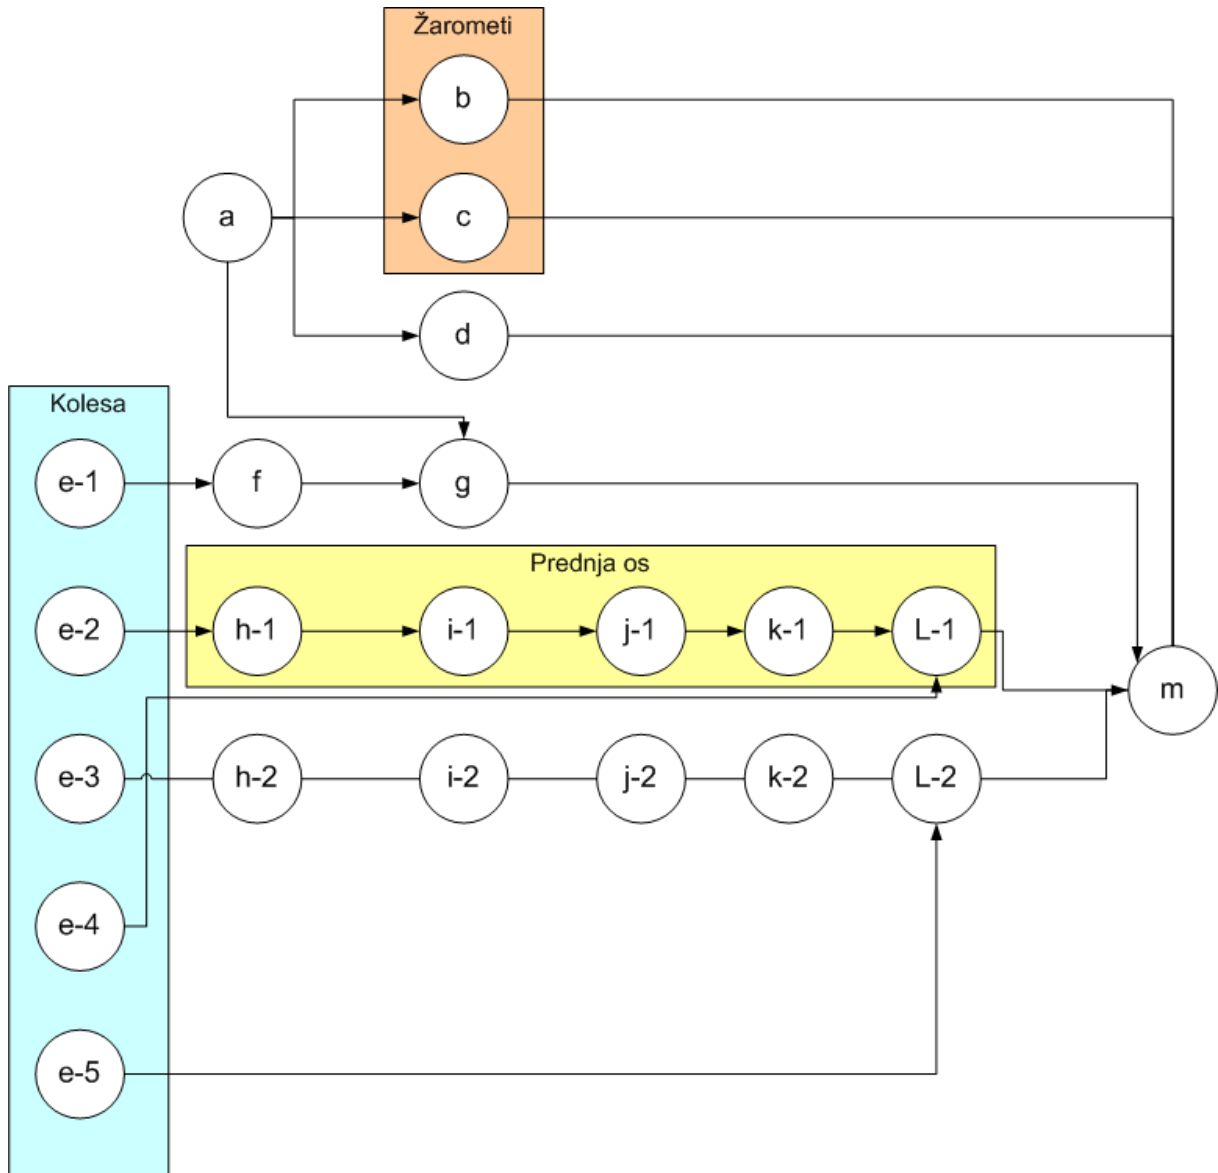 Žarometi
b
a
c
d
Kolesa
e-1
f
g
Prednja os
e-2
h-1
i-1
j-1
k-1
L-1
m
e-3
h-2
i-2
j-2
k-2
L-2
e-4
e-5